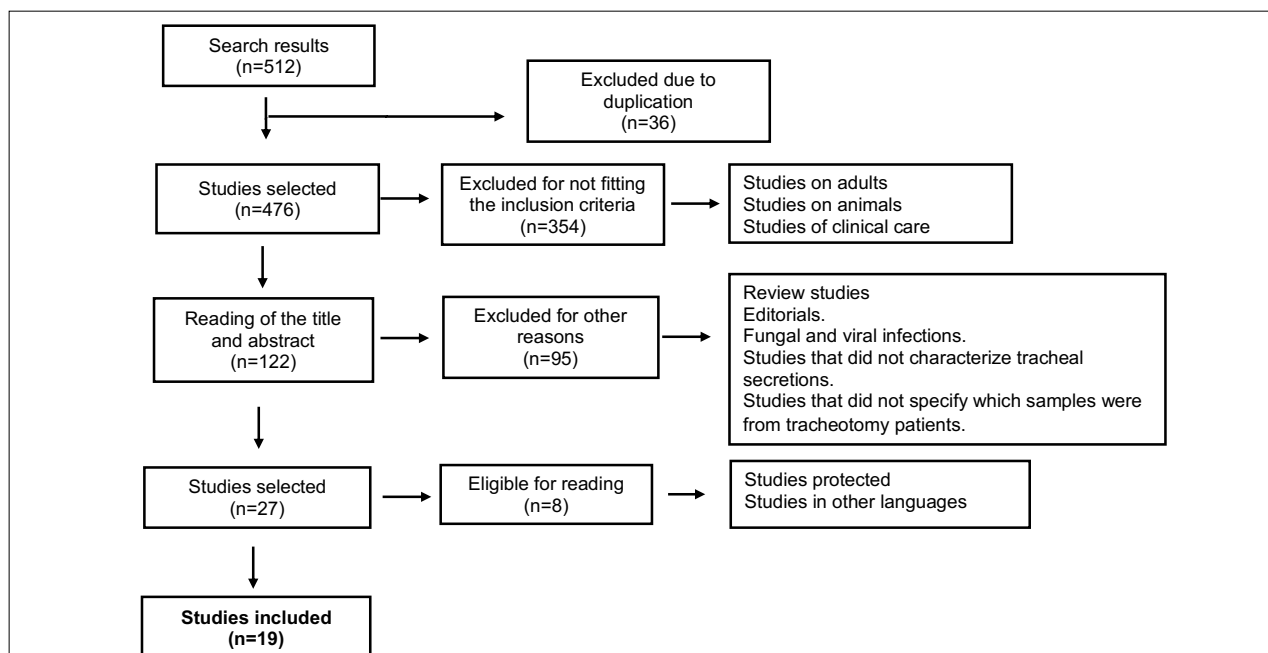 Search results
(n=512)
Excluded due to
duplication
(n=36)
Studies selected
(n=476)
Excluded for not fitting
the inclusion criteria
(n=354)
Studies on adults
Studies on animals
Studies of clinical care
Reading of the title
and abstract
(n=122)
Excluded for other
reasons
(n=95)
Review studies
Editorials.
Fungal and viral infections.
Studies that did not characterize tracheal
secretions.
Studies that did not specify which samples were
from tracheotomy patients.
Studies selected
(n=27)
Eligible for reading
(n=8)
Studies protected
Studies in other languages
Studies included
(n=19)